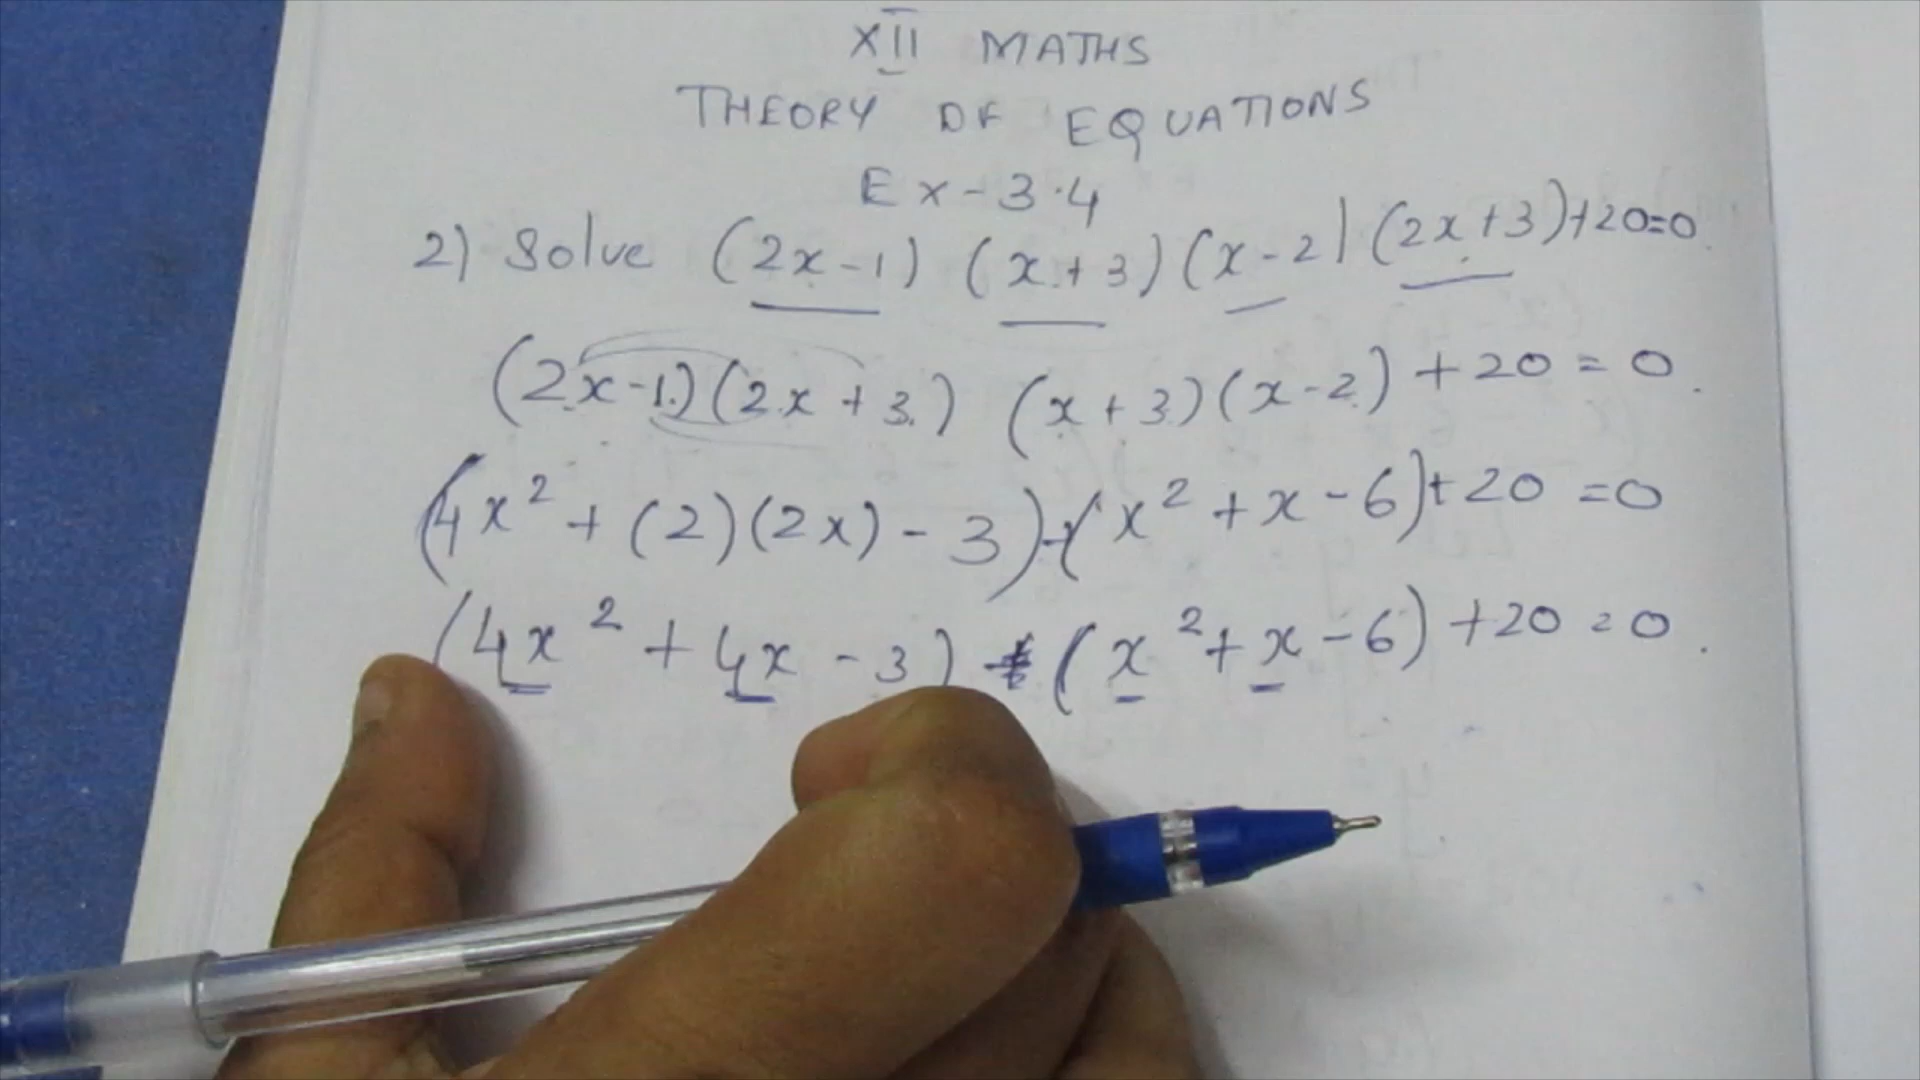 XII MATHS
THEORY OF EQUATIONS
Ex-3.4
2) Solve (2x-1) (x+3) (x-2) (2x+3)+20=0.
(2x-1)(2x+3) (x+3)(x-2)+20=0.
(4x²+(2)(2x)-3) (x²+x-6)+20=0
(4x²+4x-3) (x²+x-6)+20=0.